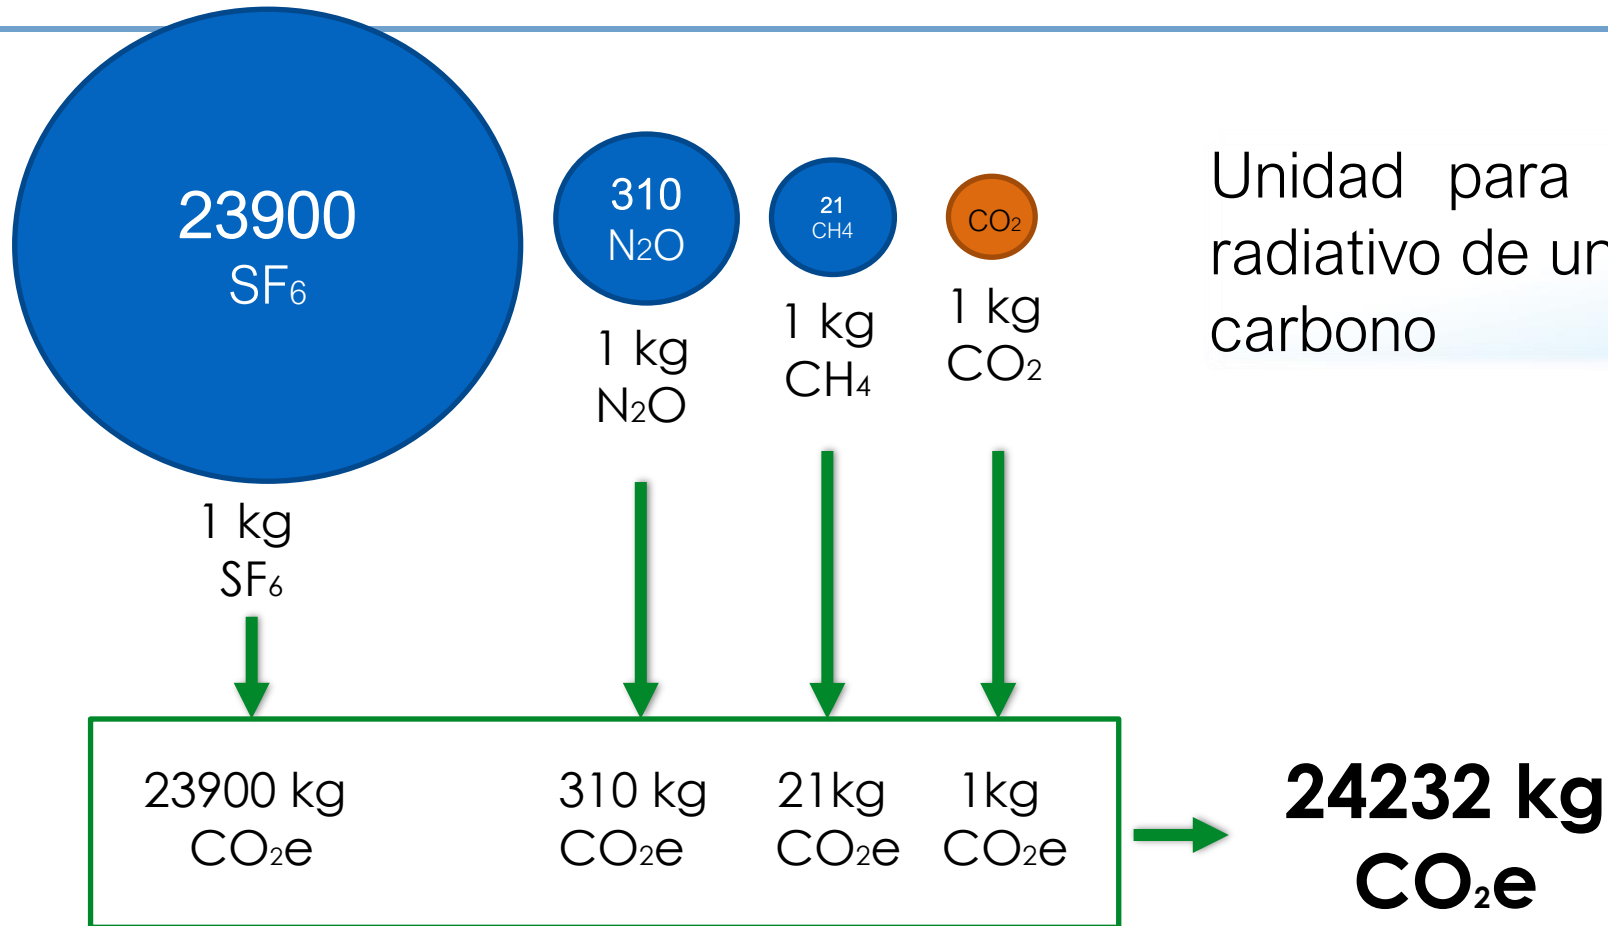 23900
SF₆
310
N₂O
21
CH4
CO₂
1 kg
SF₆
1 kg
N₂O
1 kg
CH₄
1 kg
CO₂
Unidad para
radiativo de
carbono
23900 kg
CO₂e
310 kg
CO₂e
21kg
CO₂e
1kg
CO₂e
24232 kg
CO₂e